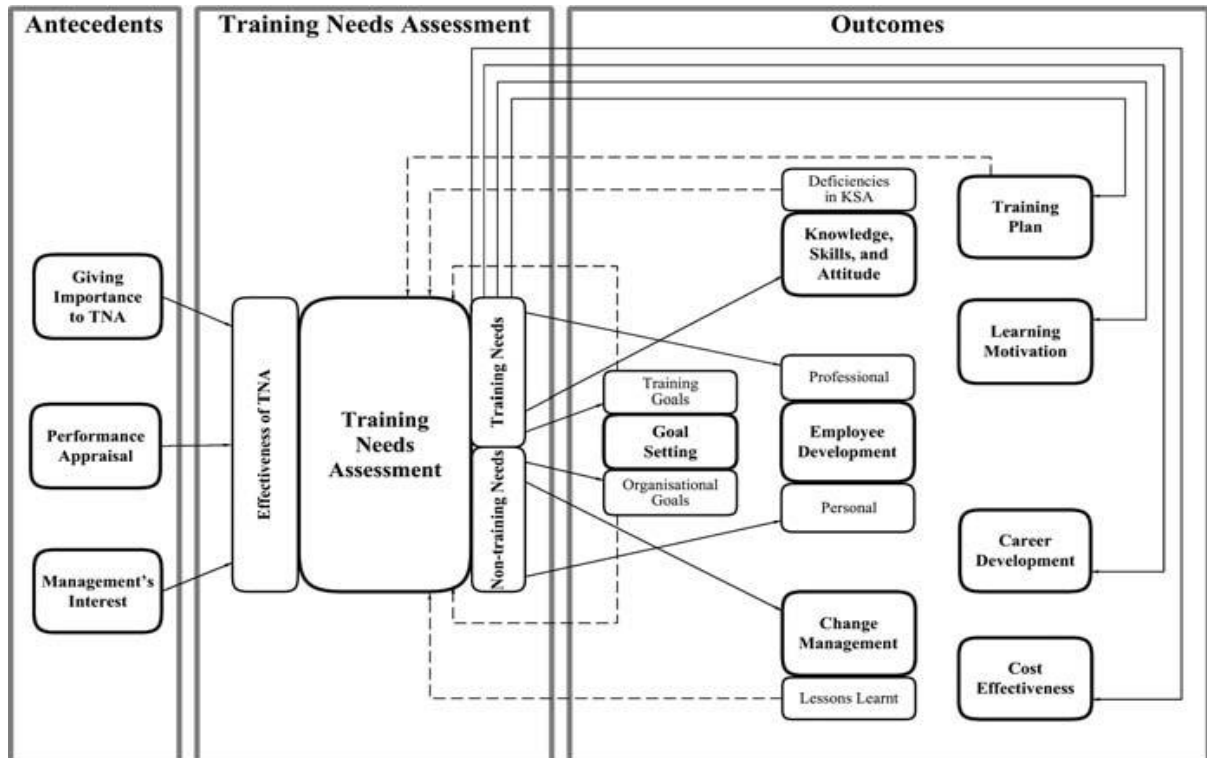 Antecedents
Training Needs Assessment
Outcomes
Giving
Importance
to TNA
Performance
Appraisal
Management's
Interest
Effectiveness of TNA
Training
Needs
Assessment
Training Needs
Non-training Needs
Training
Goals
Goal
Setting
Organisational
Goals
Deficiencies
in KSA
Knowledge,
Skills, and
Attitude
Professional
Employee
Development
Personal
Change
Management
Lessons Learnt
Training
Plan
Learning
Motivation
Career
Development
Cost
Effectiveness